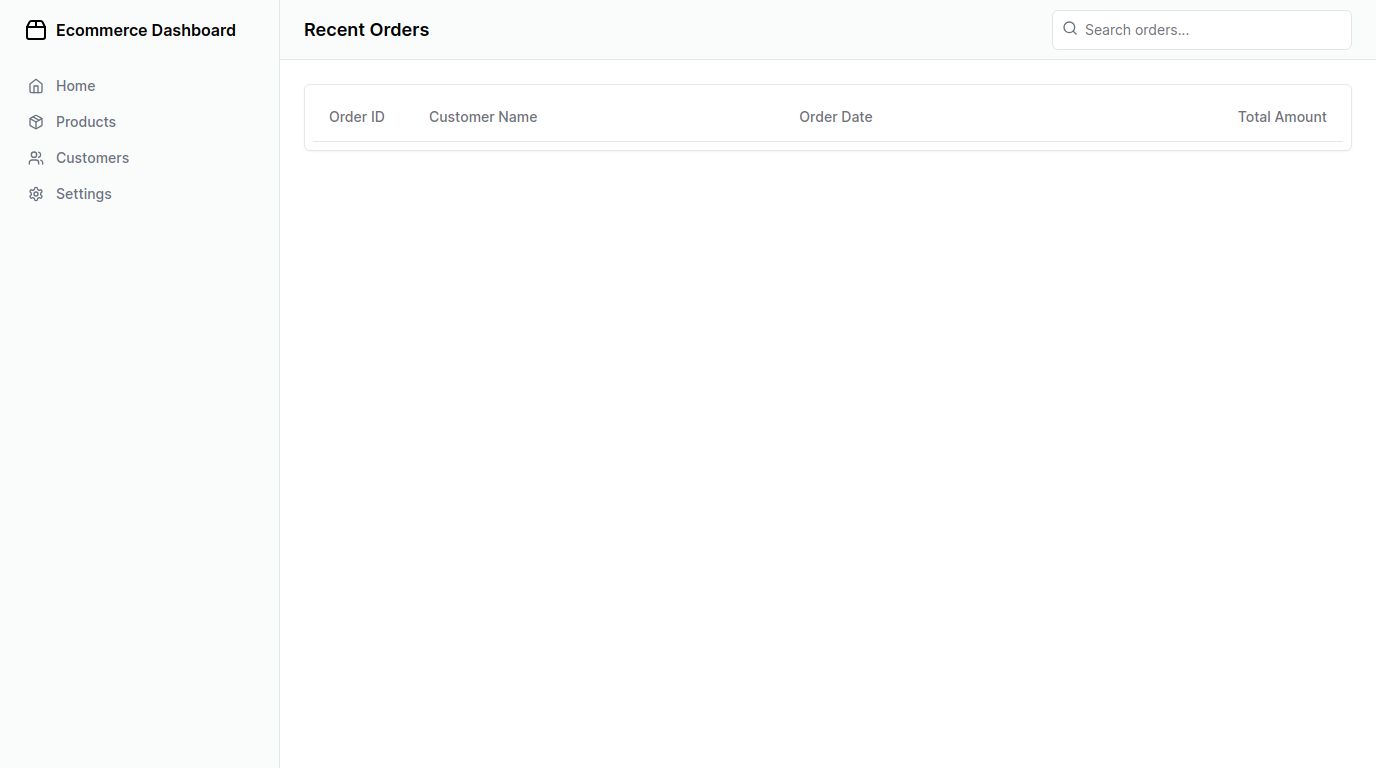 Ecommerce Dashboard
Home
Products
Customers
Settings
Recent Orders
Search orders...
Order ID Customer Name Order Date Total Amount